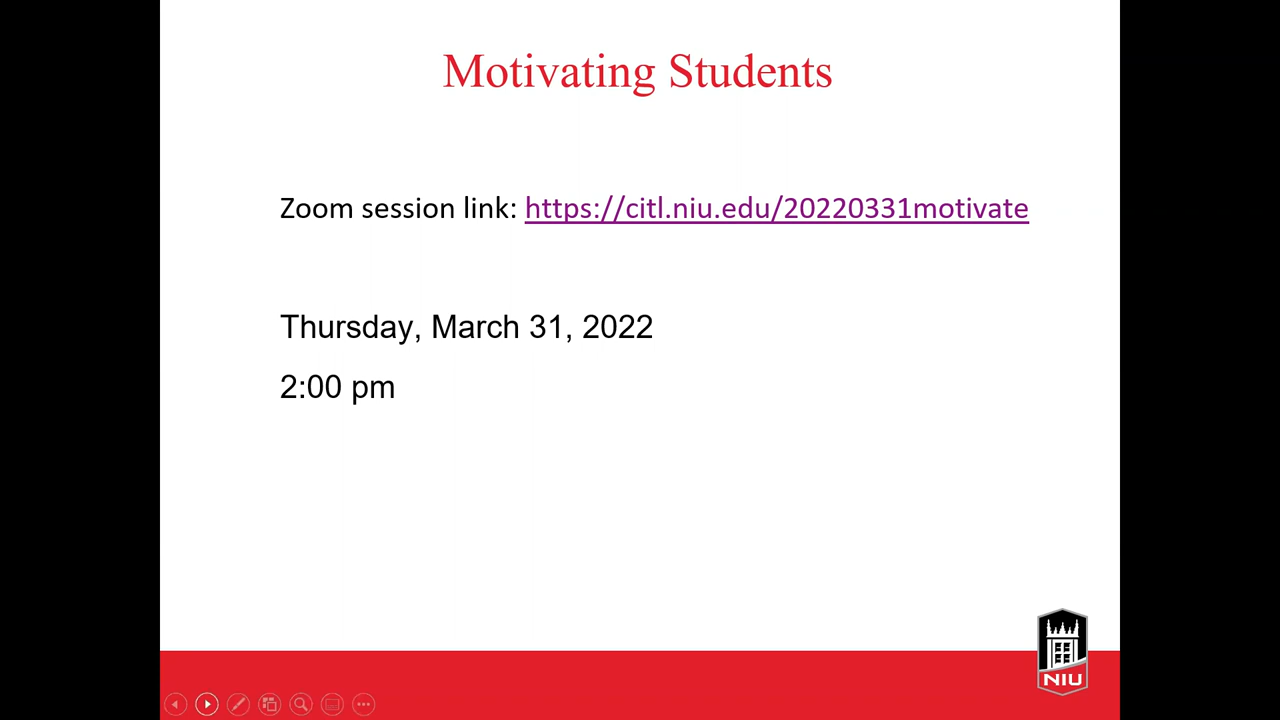 Motivating Students
Zoom session link: https://citl.niu.edu/20220331motivate
Thursday, March 31, 2022
2:00 pm
NIU